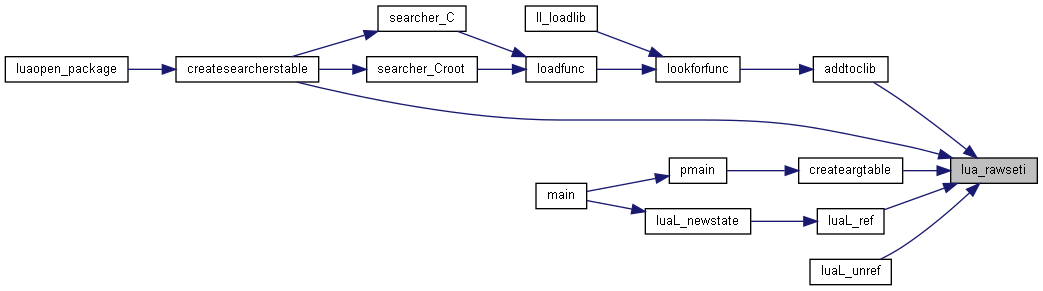 searcher_C
ll_loadlib
luaopen_package
createsearcherstable
searcher_Croot
loadfunc
lookforfunc
addtoclib
lua_rawseti
pmain
createargtable
main
luaL_newstate
luaL_ref
luaL_unref